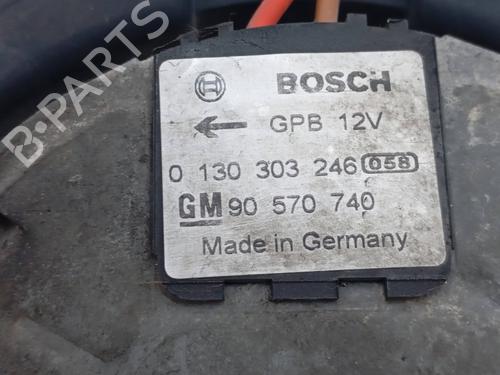 BOSCH
GPB 12V
0 130 303 246 058
GM 90 570 740
Made in Germany
B-Parts